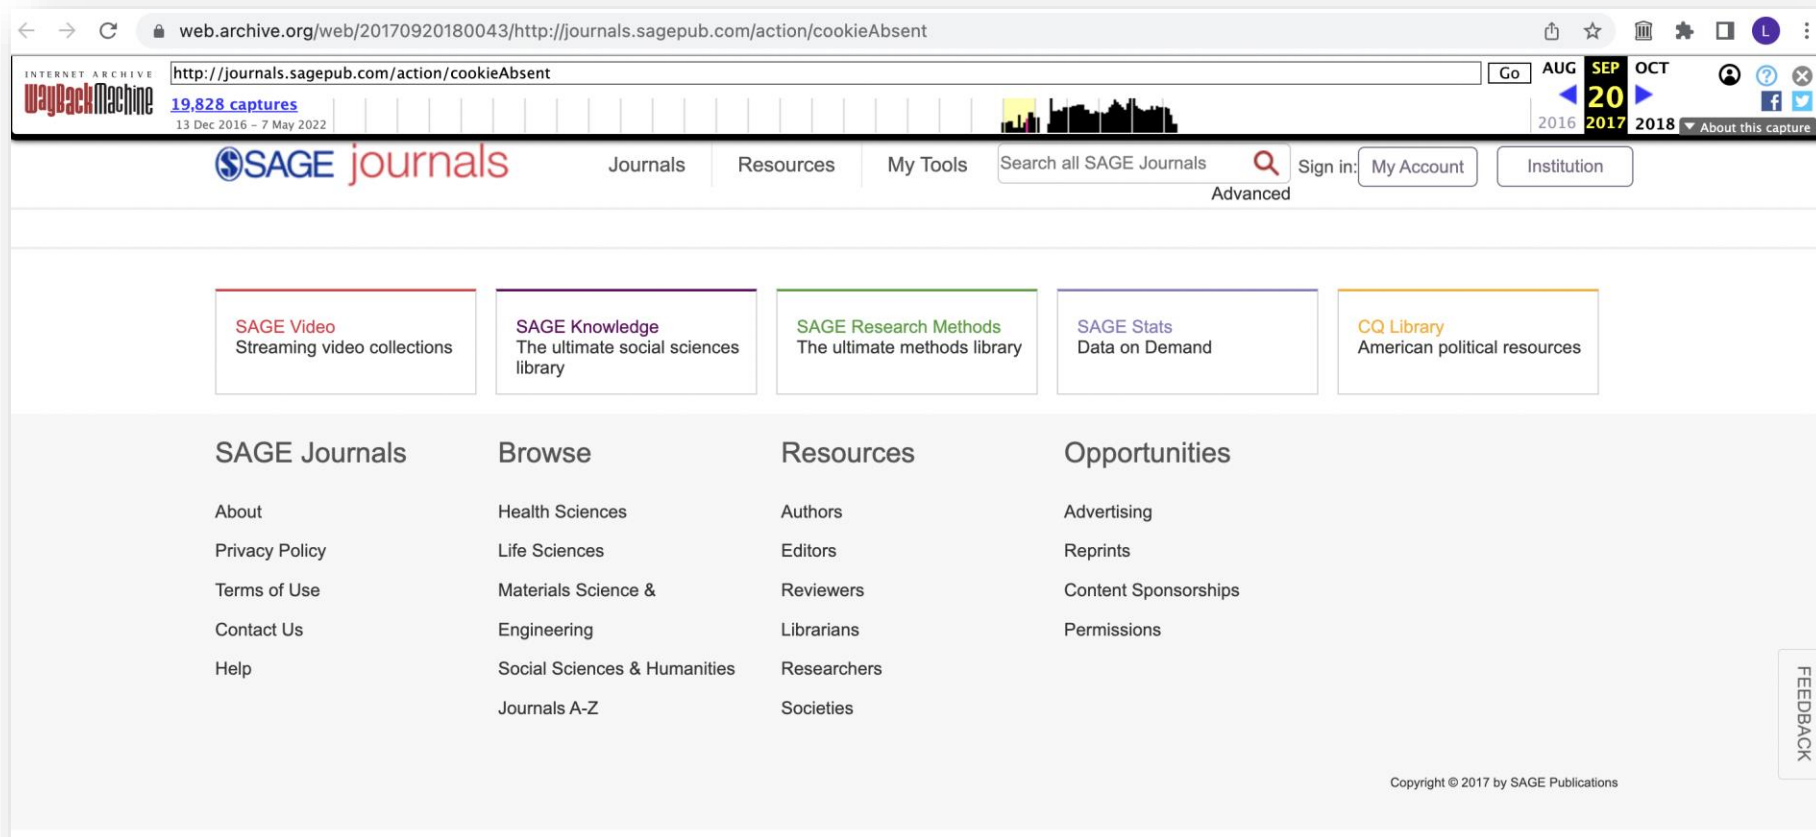 web.archive.org/web/20170920180043/http://journals.sagepub.com/action/cookieAbsent
L
INTERNET ARCHIVE
WayBackMachine
http://journals.sagepub.com/action/cookieAbsent
Go
AUG SEP OCT
19,828 captures
20
13 Dec 2016 – 7 May 2022
2016 2017 2018
▼ About this capture
SAGE journals
Journals
Resources
My Tools
Search all SAGE Journals
Sign in:
My Account
Institution
Advanced
SAGE Video
Streaming video collections
SAGE Knowledge
The ultimate social sciences
library
SAGE Research Methods
The ultimate methods library
SAGE Stats
Data on Demand
CQ Library
American political resources
SAGE Journals
About
Privacy Policy
Terms of Use
Contact Us
Help
Browse
Health Sciences
Life Sciences
Materials Science &
Engineering
Social Sciences & Humanities
Journals A-Z
Resources
Authors
Editors
Reviewers
Librarians
Researchers
Societies
Opportunities
Advertising
Reprints
Content Sponsorships
Permissions
FEEDBACK
Copyright © 2017 by SAGE Publications